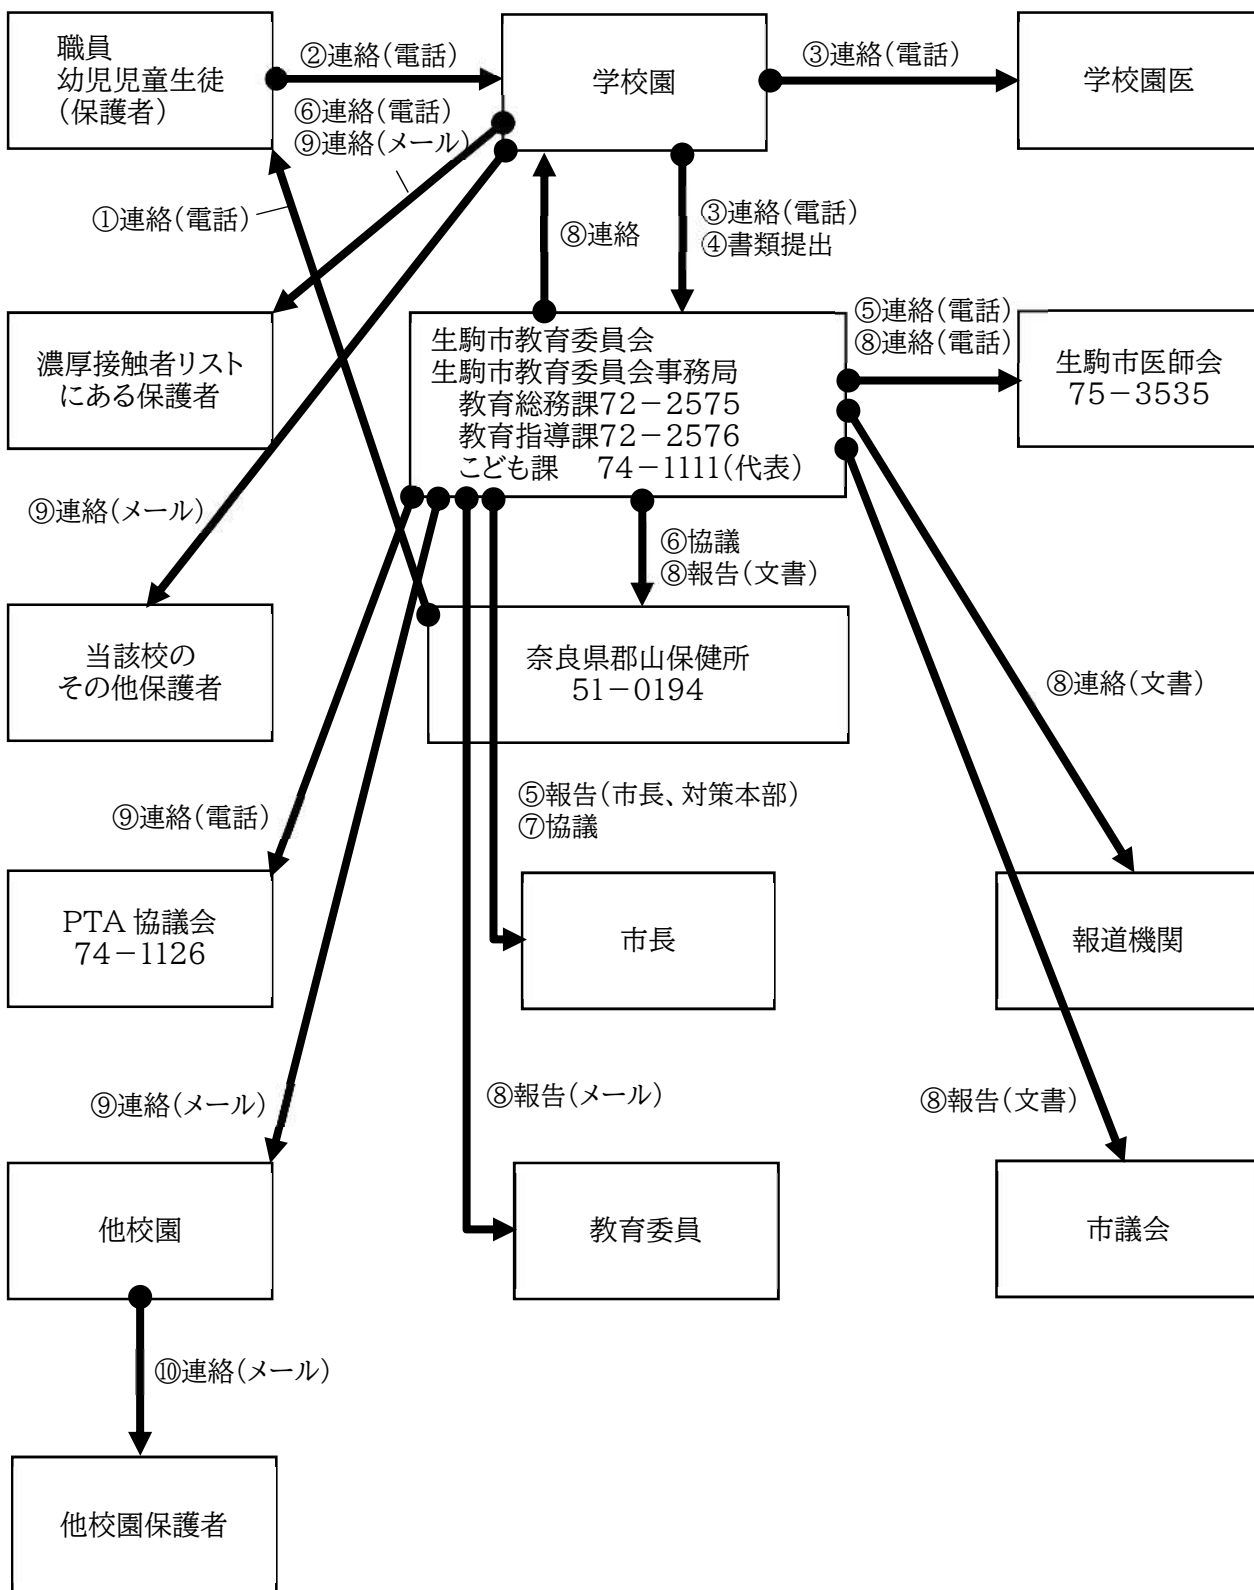 職員
幼児児童生徒
(保護者)
②連絡(電話)
学校園
③連絡(電話)
学校園医
⑥連絡(電話)
⑨連絡(メール)
①連絡(電話)
⑧連絡
③連絡(電話)
④書類提出
濃厚接触者リスト
にある保護者
生駒市教育委員会
生駒市教育委員会事務局
教育総務課72−2575
教育指導課72−2576
こども課 74−1111(代表)
⑤連絡(電話)
⑧連絡(電話)
生駒市医師会
75−3535
⑨連絡(メール)
⑥協議
⑧報告(文書)
当該校の
その他保護者
奈良県郡山保健所
51−0194
⑧連絡(文書)
⑨連絡(電話)
⑤報告(市長、対策本部)
⑦協議
PTA 協議会
74−1126
市長
報道機関
⑨連絡(メール)
⑧報告(メール)
⑧報告(文書)
他校園
教育委員
市議会
⑩連絡(メール)
他校園保護者